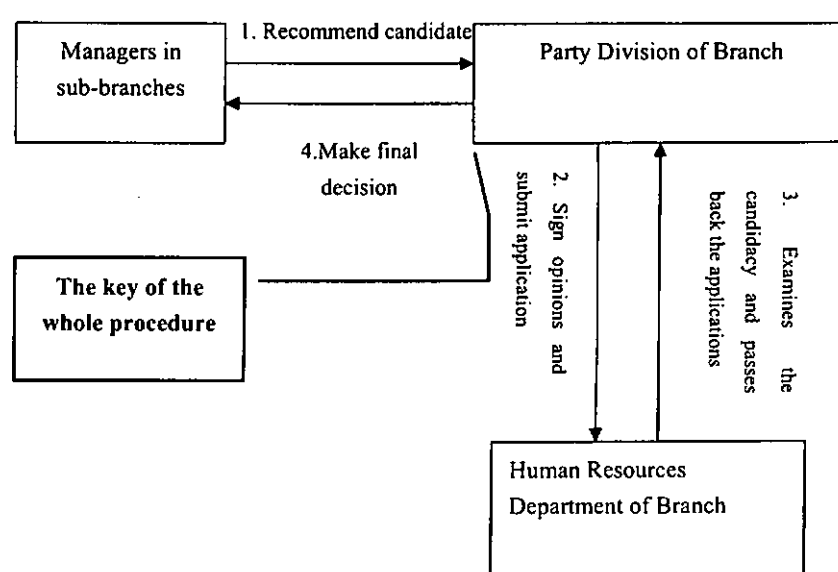 1. Recommend candidate
Managers in
sub-branches
Party Division of Branch
4.Make final
decision
2. Sign opinions and
submit application
3. Examines the
candidacy and passes
back the applications
The key of the
whole procedure
Human Resources
Department of Branch